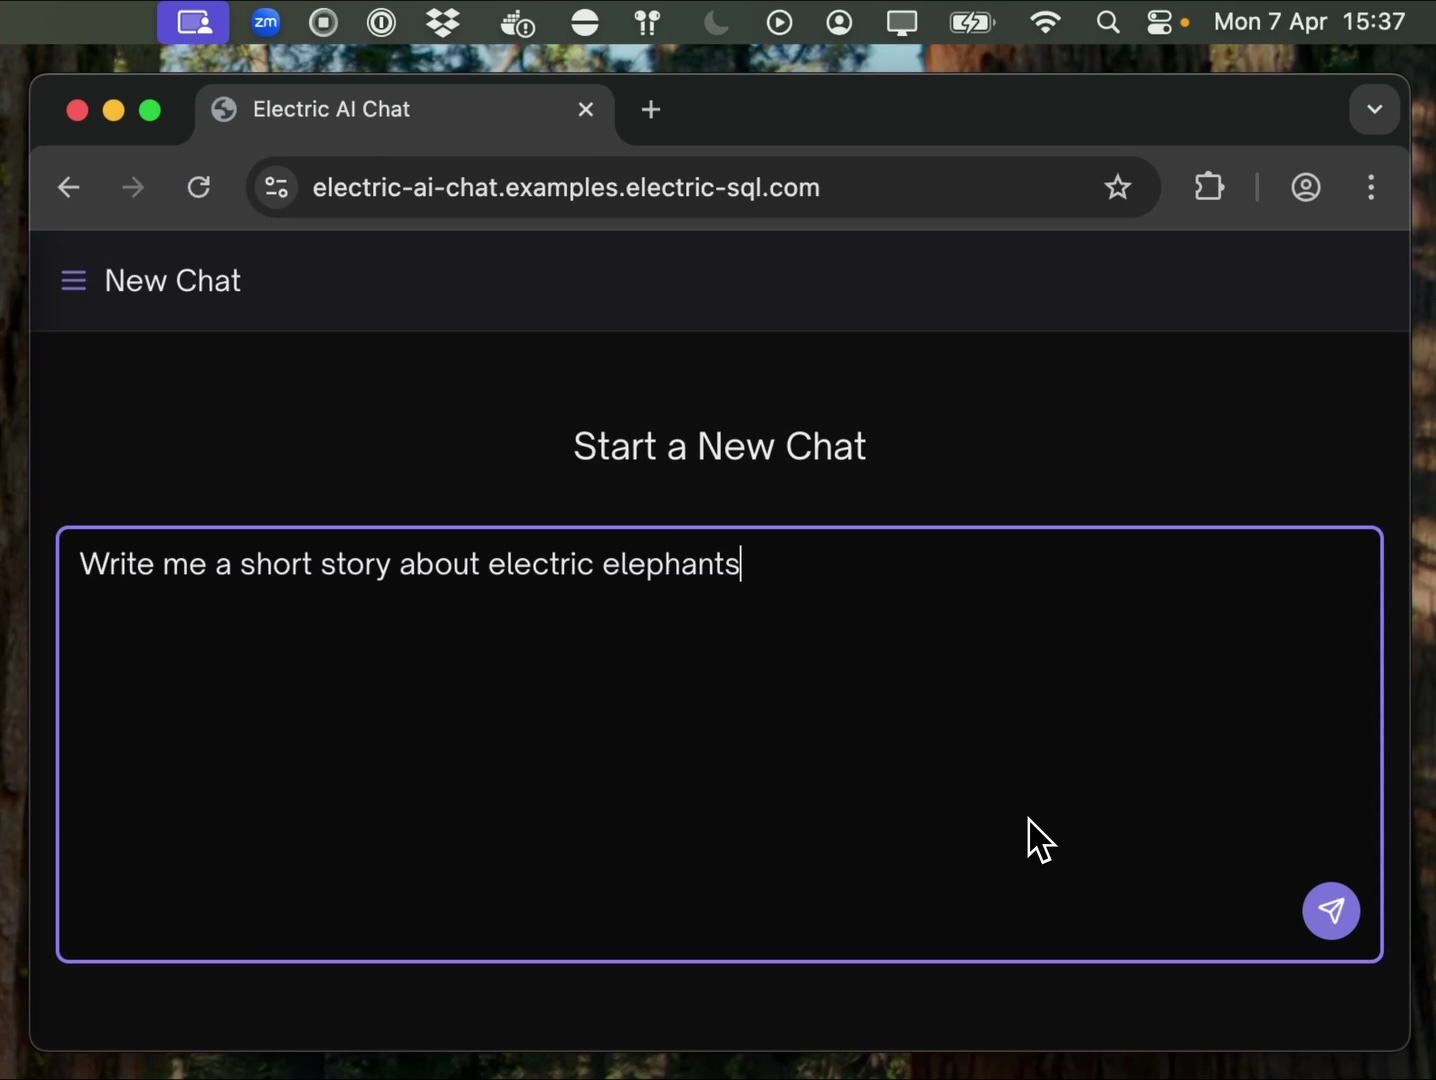 zm
Mon 7 Apr 15:37
Electric AI Chat
electric-ai-chat.examples.electric-sql.com
New Chat
Start a New Chat
Write me a short story about electric elephants